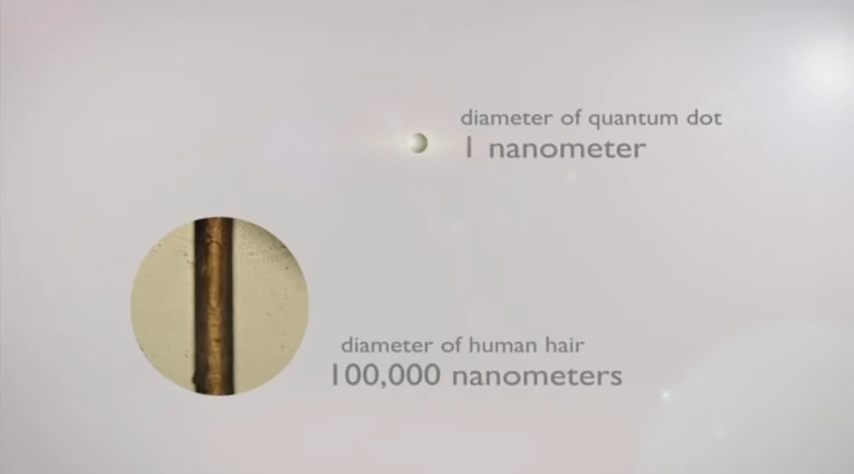 diameter of quantum dot
1 nanometer
diameter of human hair
100,000 nanometers